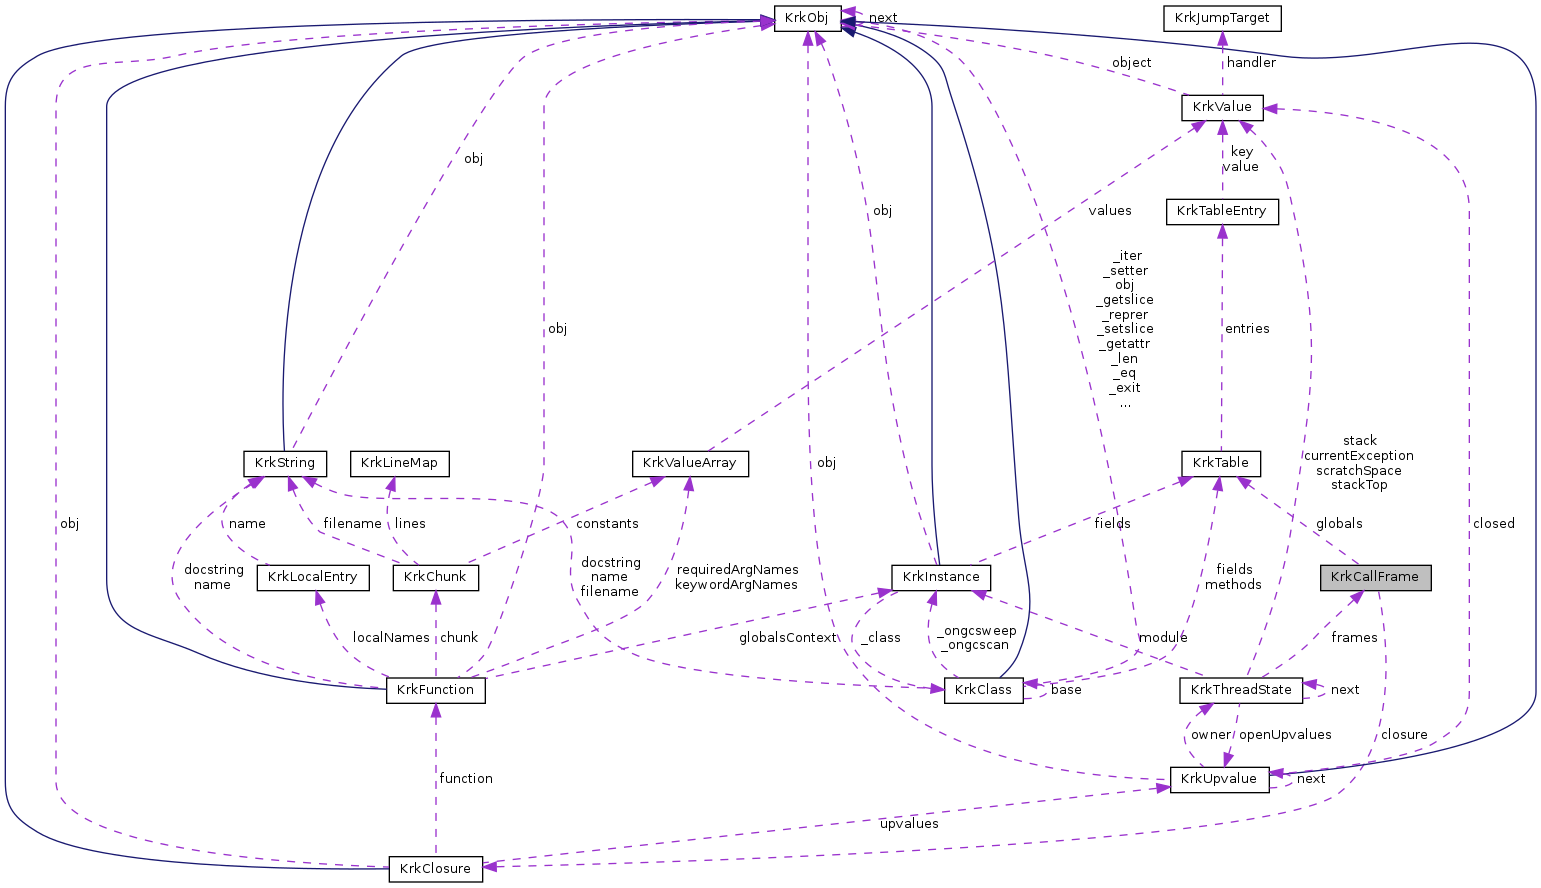 KrkObj
next
KrkJumpTarget
object
handler
KrkValue
obj
key
value
obj
values
KrkTableEntry
_iter
_setter
obj
_getslice
_reprer
_setslice
_getattr
_len
_eq
_exit
...
obj
entries
stack
currentException
scratchSpace
stackTop
KrkString
KrkLineMap
KrkValueArray
obj
KrkTable
obj
name
filename
lines
constants
fields
globals
closed
docstring
name
KrkLocalEntry
KrkChunk
docstring
name
filename
requiredArgNames
keywordArgNames
KrkInstance
fields
methods
KrkCallFrame
localNames
chunk
globalsContext
_class
_ongcsweep
_ongcscan
module
frames
KrkFunction
KrkClass
base
KrkThreadState
next
owner
openUpvalues
closure
function
KrkUpvalue
next
upvalues
KrkClosure